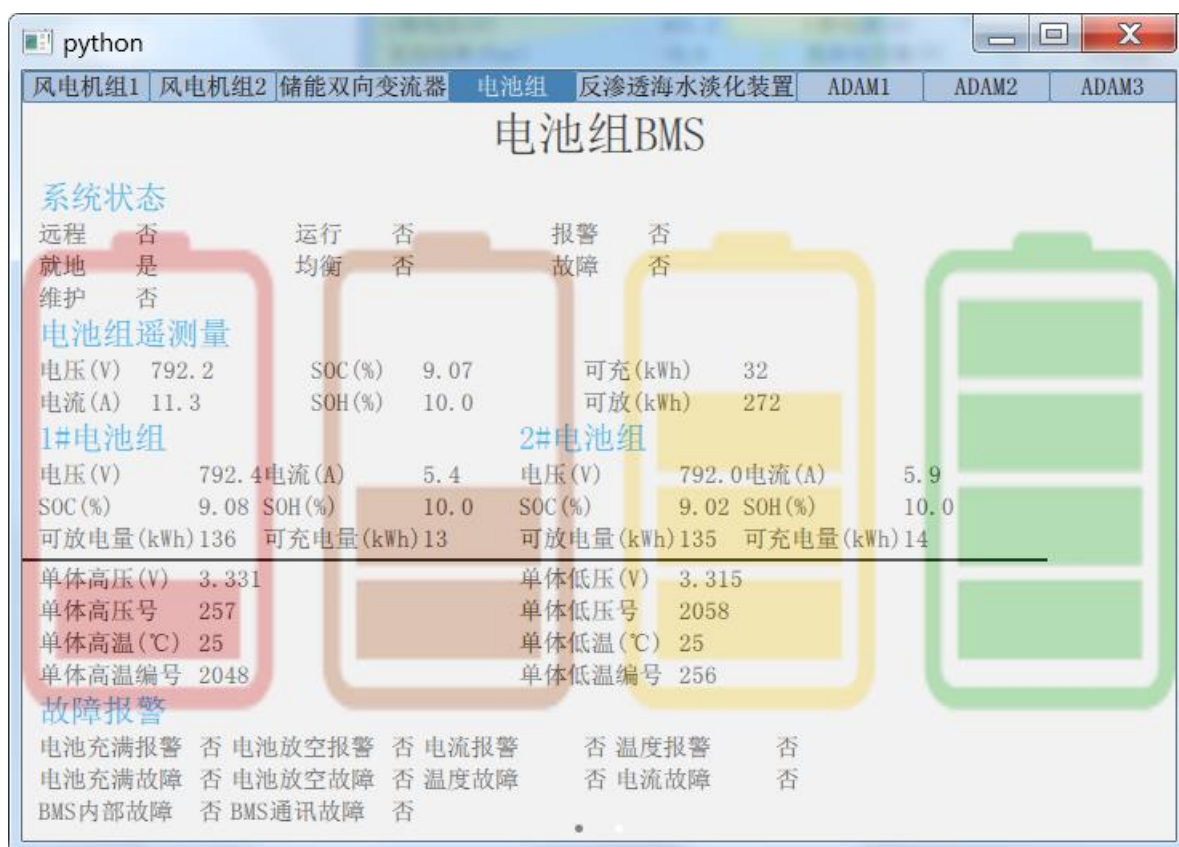 python
风电机组1 风电机组2 储能双向变流器 电池组 反渗透海水淡化装置 ADAM1 ADAM2 ADAM3
电池组BMS
系统状态
远程 否 运行 否 报警 否
就地 是 均衡 否 故障 否
维护 否
电池组遥测量
电压(V) 792.2 SOC(%) 9.07 可充(kWh) 32
电流(A) 11.3 SOH(%) 10.0 可放(kWh) 272
1#电池组 2#电池组
电压(V) 792.4电流(A) 5.4 电压(V) 792.0电流(A) 5.9
SOC(%) 9.08 SOH(%) 10.0 SOC(%) 9.02 SOH(%) 10.0
可放电量(kWh)136 可充电量(kWh)13 可放电量(kWh)135 可充电量(kWh)14
单体高压(V) 3.331 单体低压(V) 3.315
单体高压号 257 单体低压号 2058
单体高温(℃) 25 单体低温(℃) 25
单体高温编号 2048 单体低温编号 256
故障报警
电池充满报警 否 电池放空报警 否 电流报警 否 温度报警 否
电池充满故障 否 电池放空故障 否 温度故障 否 电流故障 否
BMS内部故障 否 BMS通讯故障 否